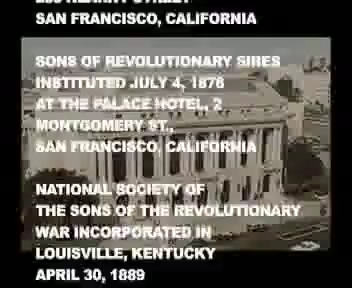 SAN FRANCISCO, CALIFORNIA
SONS OF REVOLUTIONARY SIRES
INSTITUTED JULY 4, 1876
AT THE PALACE HOTEL, 2
MONTGOMERY ST.,
SAN FRANCISCO, CALIFORNIA
NATIONAL SOCIETY OF
THE SONS OF THE REVOLUTIONARY
WAR INCORPORATED IN
LOUISVILLE, KENTUCKY
APRIL 30, 1889